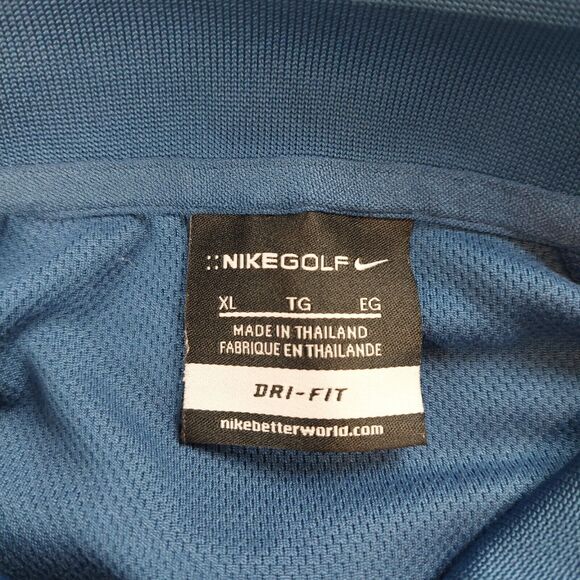 ::NIKEGOLF
XL TG EG
MADE IN THAILAND
FABRIQUE EN THAILANDE
DRI-FIT
nikebetterworld.com